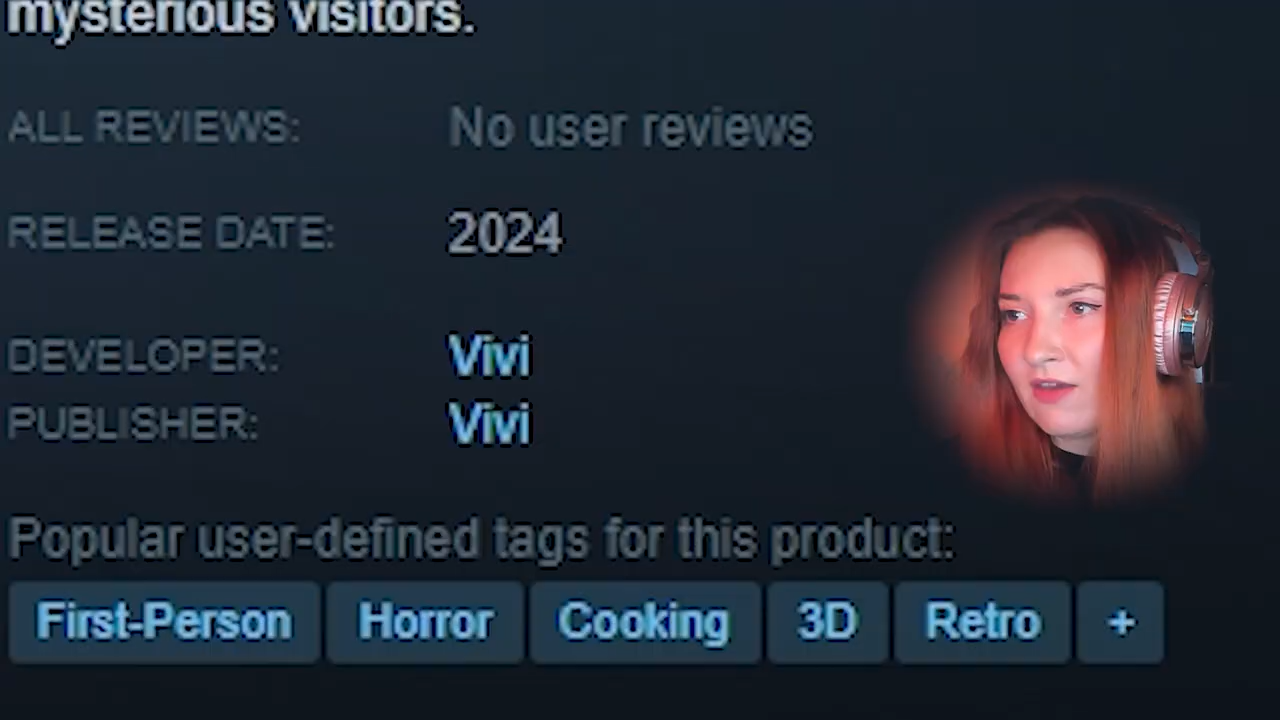 mysterious visitors.
ALL REVIEWS: No user reviews
RELEASE DATE: 2024
DEVELOPER: Vivi
PUBLISHER: Vivi
Popular user-defined tags for this product:
First-Person Horror Cooking 3D Retro +